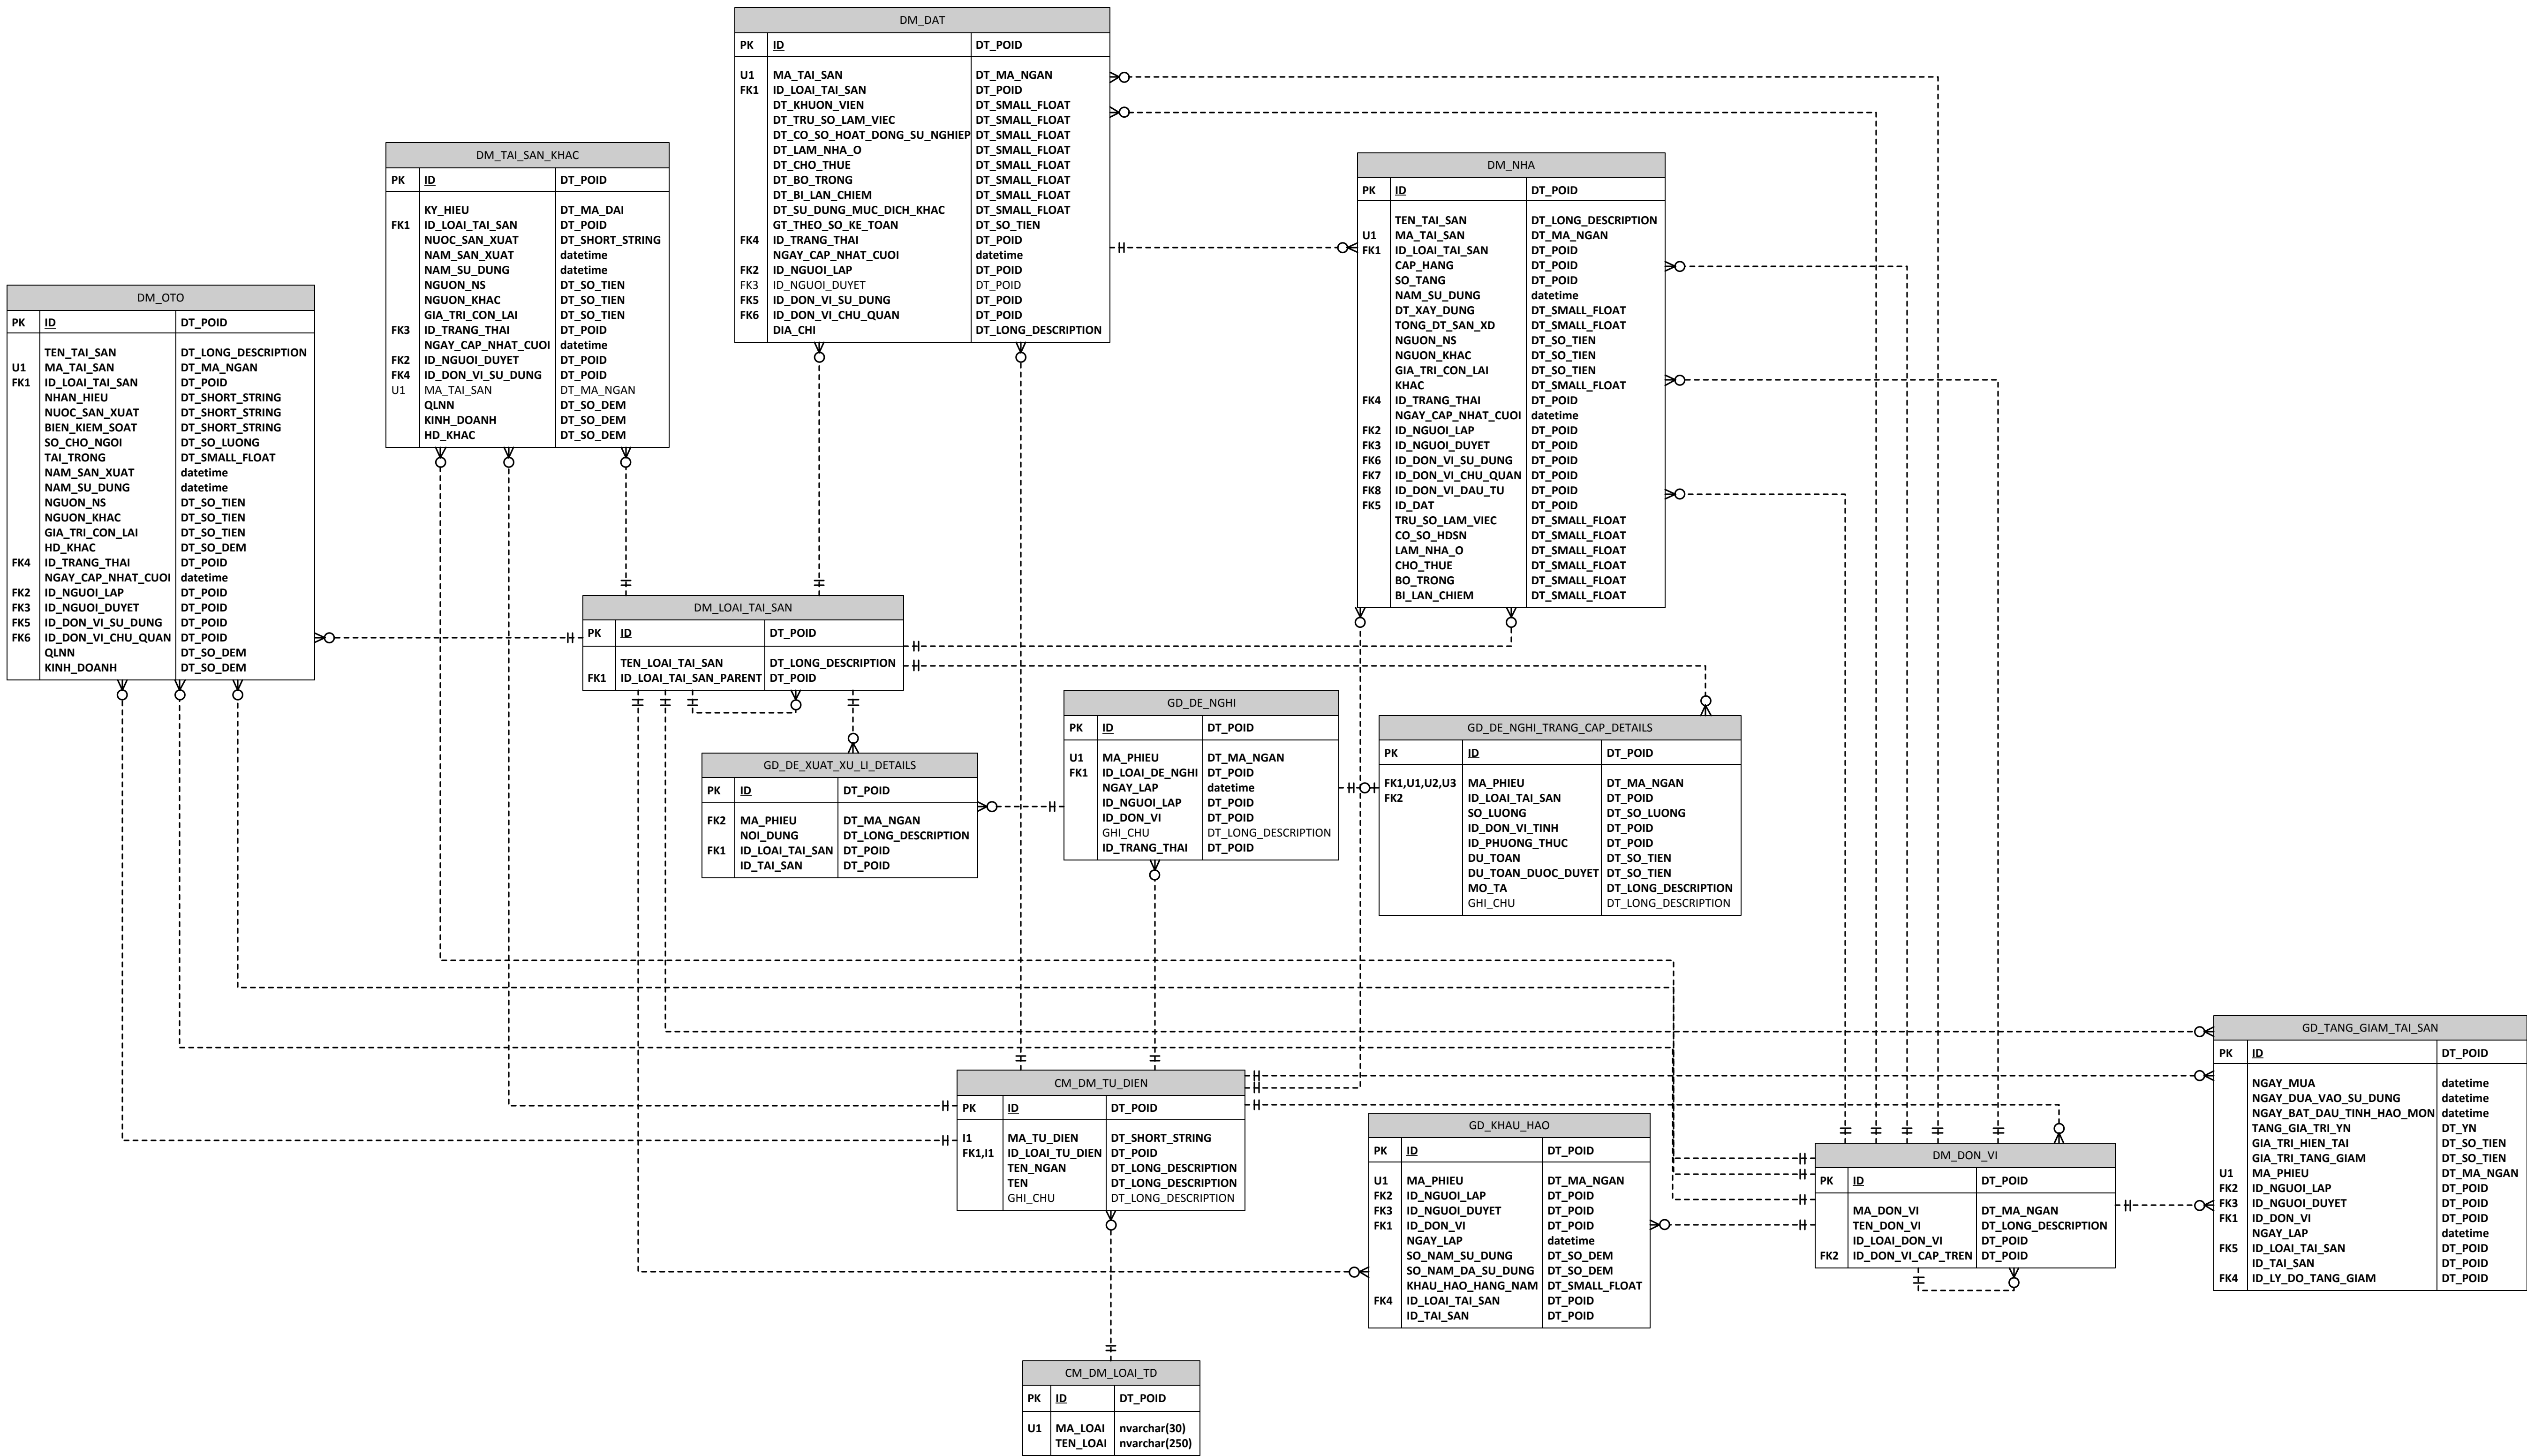 DM_DAT
PK ID DT_POID
U1 MA_TAI_SAN DT_MA_NGAN
FK1 ID_LOAI_TAI_SAN DT_POID
DT_KHUON_VIEN DT_SMALL_FLOAT
DT_TRU_SO_LAM_VIEC DT_SMALL_FLOAT
DT_CO_SO_HOAT_DONG_SU_NGHIEP DT_SMALL_FLOAT
DT_LAM_NHA_O DT_SMALL_FLOAT
DT_CHO_THUE DT_SMALL_FLOAT
DT_BO_TRONG DT_SMALL_FLOAT
DT_BI_LAN_CHIEM DT_SMALL_FLOAT
DT_SU_DUNG_MUC_DICH_KHAC DT_SMALL_FLOAT
GT_THEO_SO_KE_TOAN DT_SO_TIEN
FK4 ID_TRANG_THAI DT_POID
NGAY_CAP_NHAT_CUOI datetime
FK2 ID_NGUOI_LAP DT_POID
FK3 ID_NGUOI_DUYET DT_POID
FK5 ID_DON_VI_SU_DUNG DT_POID
FK6 ID_DON_VI_CHU_QUAN DT_POID
DIA_CHI DT_LONG_DESCRIPTION
DM_TAI_SAN_KHAC
PK ID DT_POID
KY_HIEU DT_MA_DAI
FK1 ID_LOAI_TAI_SAN DT_POID
NUOC_SAN_XUAT DT_SHORT_STRING
NAM_SAN_XUAT datetime
NAM_SU_DUNG datetime
NGUON_NS DT_SO_TIEN
NGUON_KHAC DT_SO_TIEN
GIA_TRI_CON_LAI DT_SO_TIEN
FK3 ID_TRANG_THAI DT_POID
NGAY_CAP_NHAT_CUOI datetime
FK2 ID_NGUOI_DUYET DT_POID
FK4 ID_DON_VI_SU_DUNG DT_POID
U1 MA_TAI_SAN DT_MA_NGAN
QLNN DT_SO_DEM
KINH_DOANH DT_SO_DEM
HD_KHAC DT_SO_DEM
DM_NHA
PK ID DT_POID
TEN_TAI_SAN DT_LONG_DESCRIPTION
U1 MA_TAI_SAN DT_MA_NGAN
FK1 ID_LOAI_TAI_SAN DT_POID
CAP_HANG DT_POID
SO_TANG DT_POID
NAM_SU_DUNG datetime
DT_XAY_DUNG DT_SMALL_FLOAT
TONG_DT_SAN_XD DT_SMALL_FLOAT
NGUON_NS DT_SO_TIEN
NGUON_KHAC DT_SO_TIEN
GIA_TRI_CON_LAI DT_SO_TIEN
KHAC DT_SMALL_FLOAT
FK4 ID_TRANG_THAI DT_POID
NGAY_CAP_NHAT_CUOI datetime
FK2 ID_NGUOI_LAP DT_POID
FK3 ID_NGUOI_DUYET DT_POID
FK6 ID_DON_VI_SU_DUNG DT_POID
FK7 ID_DON_VI_CHU_QUAN DT_POID
FK8 ID_DON_VI_DAU_TU DT_POID
FK5 ID_DAT DT_POID
TRU_SO_LAM_VIEC DT_SMALL_FLOAT
CO_SO_HDSN DT_SMALL_FLOAT
LAM_NHA_O DT_SMALL_FLOAT
CHO_THUE DT_SMALL_FLOAT
BO_TRONG DT_SMALL_FLOAT
BI_LAN_CHIEM DT_SMALL_FLOAT
DM_OTO
PK ID DT_POID
TEN_TAI_SAN DT_LONG_DESCRIPTION
U1 MA_TAI_SAN DT_MA_NGAN
FK1 ID_LOAI_TAI_SAN DT_POID
NHAN_HIEU DT_SHORT_STRING
NUOC_SAN_XUAT DT_SHORT_STRING
BIEN_KIEM_SOAT DT_SHORT_STRING
SO_CHO_NGOI DT_SO_LUONG
TAI_TRONG DT_SMALL_FLOAT
NAM_SAN_XUAT datetime
NAM_SU_DUNG datetime
NGUON_NS DT_SO_TIEN
NGUON_KHAC DT_SO_TIEN
GIA_TRI_CON_LAI DT_SO_TIEN
HD_KHAC DT_SO_DEM
FK4 ID_TRANG_THAI DT_POID
NGAY_CAP_NHAT_CUOI datetime
FK2 ID_NGUOI_LAP DT_POID
FK3 ID_NGUOI_DUYET DT_POID
FK5 ID_DON_VI_SU_DUNG DT_POID
FK6 ID_DON_VI_CHU_QUAN DT_POID
QLNN DT_SO_DEM
KINH_DOANH DT_SO_DEM
DM_LOAI_TAI_SAN
PK ID DT_POID
TEN_LOAI_TAI_SAN DT_LONG_DESCRIPTION
FK1 ID_LOAI_TAI_SAN_PARENT DT_POID
GD_DE_XUAT_XU_LI_DETAILS
PK ID DT_POID
FK2 MA_PHIEU DT_MA_NGAN
NOI_DUNG DT_LONG_DESCRIPTION
FK1 ID_LOAI_TAI_SAN DT_POID
ID_TAI_SAN DT_POID
GD_DE_NGHI
PK ID DT_POID
U1 MA_PHIEU DT_MA_NGAN
FK1 ID_LOAI_DE_NGHI DT_POID
NGAY_LAP datetime
ID_NGUOI_LAP DT_POID
ID_DON_VI DT_POID
GHI_CHU DT_LONG_DESCRIPTION
ID_TRANG_THAI DT_POID
GD_DE_NGHI_TRANG_CAP_DETAILS
PK ID DT_POID
FK1,U1,U2,U3 MA_PHIEU DT_MA_NGAN
FK2 ID_LOAI_TAI_SAN DT_POID
SO_LUONG DT_SO_LUONG
ID_DON_VI_TINH DT_POID
ID_PHUONG_THUC DT_POID
DU_TOAN DT_SO_TIEN
DU_TOAN_DUOC_DUYET DT_SO_TIEN
MO_TA DT_LONG_DESCRIPTION
GHI_CHU DT_LONG_DESCRIPTION
CM_DM_TU_DIEN
PK ID DT_POID
I1 MA_TU_DIEN DT_SHORT_STRING
FK1,I1 ID_LOAI_TU_DIEN DT_POID
TEN_NGAN DT_LONG_DESCRIPTION
TEN DT_LONG_DESCRIPTION
GHI_CHU DT_LONG_DESCRIPTION
GD_KHAU_HAO
PK ID DT_POID
U1 MA_PHIEU DT_MA_NGAN
FK2 ID_NGUOI_LAP DT_POID
FK3 ID_NGUOI_DUYET DT_POID
FK1 ID_DON_VI DT_POID
NGAY_LAP datetime
SO_NAM_SU_DUNG DT_SO_DEM
SO_NAM_DA_SU_DUNG DT_SO_DEM
KHAU_HAO_HANG_NAM DT_SMALL_FLOAT
FK4 ID_LOAI_TAI_SAN DT_POID
ID_TAI_SAN DT_POID
DM_DON_VI
PK ID DT_POID
MA_DON_VI DT_MA_NGAN
TEN_DON_VI DT_LONG_DESCRIPTION
ID_LOAI_DON_VI DT_POID
FK2 ID_DON_VI_CAP_TREN DT_POID
GD_TANG_GIAM_TAI_SAN
PK ID DT_POID
NGAY_MUA datetime
NGAY_DUA_VAO_SU_DUNG datetime
NGAY_BAT_DAU_TINH_HAO_MON datetime
TANG_GIA_TRI_YN DT_YN
GIA_TRI_HIEN_TAI DT_SO_TIEN
GIA_TRI_TANG_GIAM DT_SO_TIEN
U1 MA_PHIEU DT_MA_NGAN
FK2 ID_NGUOI_LAP DT_POID
FK3 ID_NGUOI_DUYET DT_POID
FK1 ID_DON_VI DT_POID
NGAY_LAP datetime
FK5 ID_LOAI_TAI_SAN DT_POID
ID_TAI_SAN DT_POID
FK4 ID_LY_DO_TANG_GIAM DT_POID
CM_DM_LOAI_TD
PK ID DT_POID
U1 MA_LOAI nvarchar(30)
TEN_LOAI nvarchar(250)